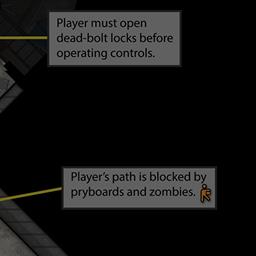 Player must open
dead-bolt locks before
operating controls.
Player's path is blocked by
pryboards and zombies.